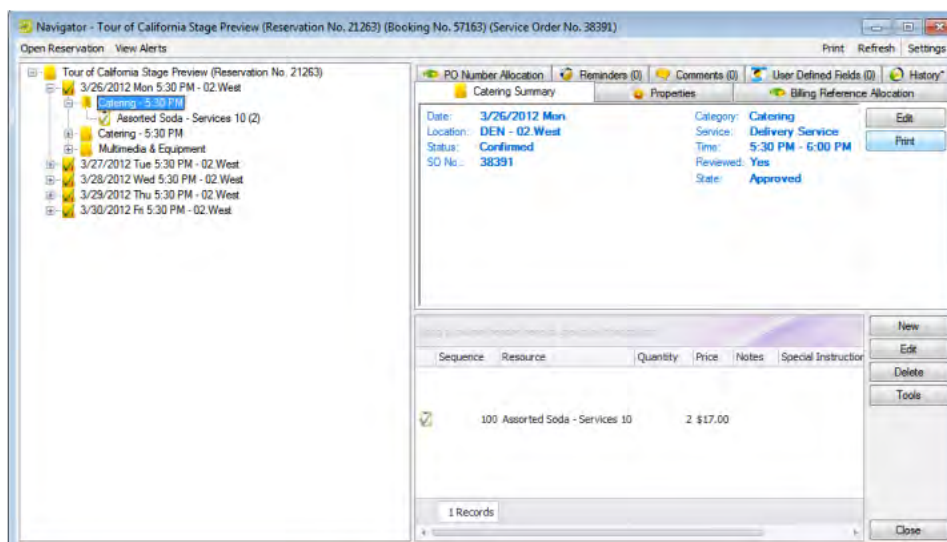 Navigator - Tour of California Stage Preview (Reservation No. 21263) (Booking No. 57163) (Service Order No. 38391)
Open Reservation View Alerts Print Refresh Settings
Tour of California Stage Preview (Reservation No. 21263)
3/26/2012 Mon 5:30 PM - 02.West
Catering - 5:30 PM
Assorted Soda - Services 10 (2)
Catering - 5:30 PM
Multimedia & Equipment
3/27/2012 Tue 5:30 PM - 02.West
3/28/2012 Wed 5:30 PM - 02.West
3/29/2012 Thu 5:30 PM - 02.West
3/30/2012 Fri 5:30 PM - 02.West
PO Number Allocation Reminders (0) Comments (0) User Defined Fields (0) History*
Catering Summary Properties Billing Reference Allocation
Date: 3/26/2012 Mon Category: Catering
Location: DEN - 02.West Service: Delivery Service
Status: Confirmed Time: 5:30 PM - 6:00 PM
SO No.: 38391 Reviewed: Yes
State: Approved
Edit
Print
Sequence Resource Quantity Price Notes Special Instruction
100 Assorted Soda - Services 10 2 $17.00
1 Records
New
Edit
Delete
Tools
Close